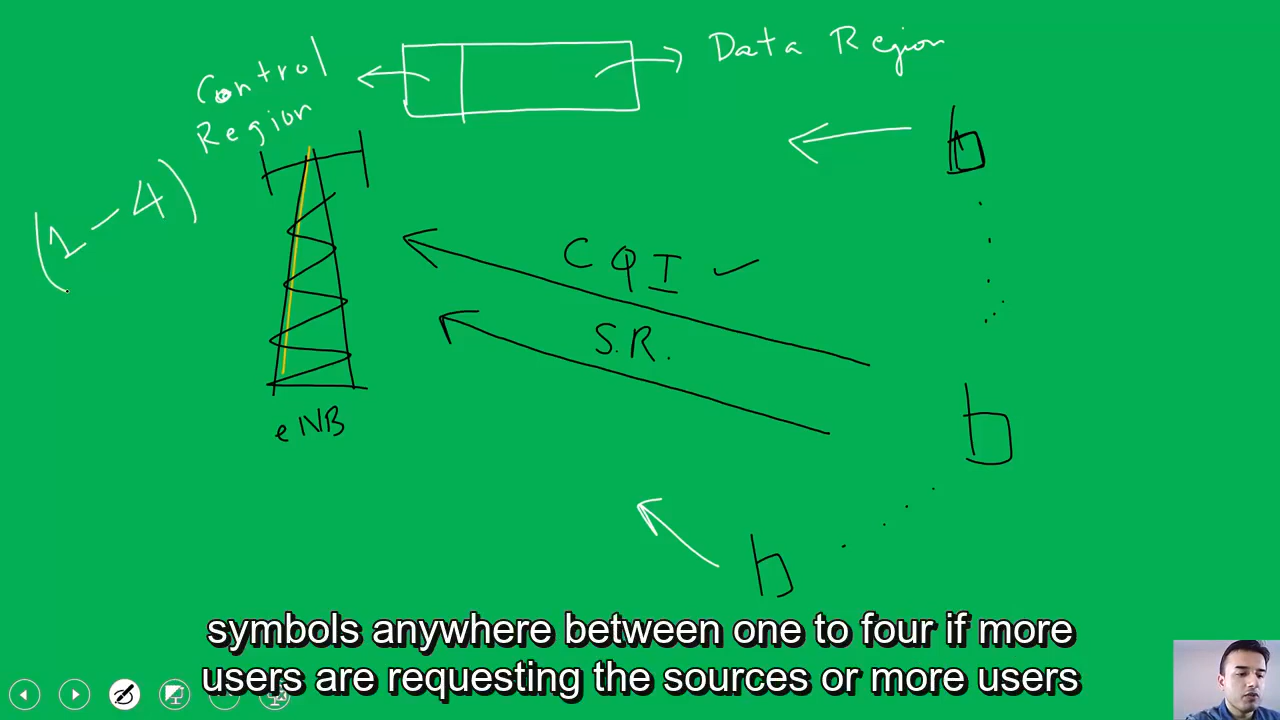 Data Region
Control
Region
(1-4)
CQI
S.R.
eNB
symbols anywhere between one to four if more
users are requesting the sources or more users